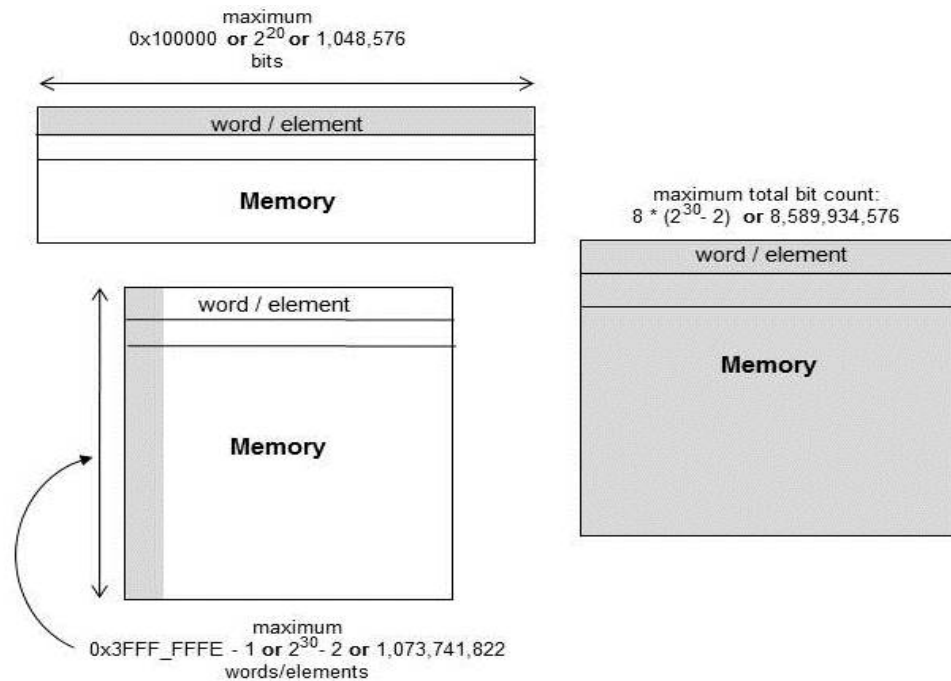 maximum
0x100000 or 2^20 or 1,048,576
bits
word / element
Memory
maximum total bit count:
8 * (2^30- 2) or 8,589,934,576
word / element
Memory
word / element
Memory
maximum
0x3FFF_FFFE - 1 or 2^30- 2 or 1,073,741,822
words/elements